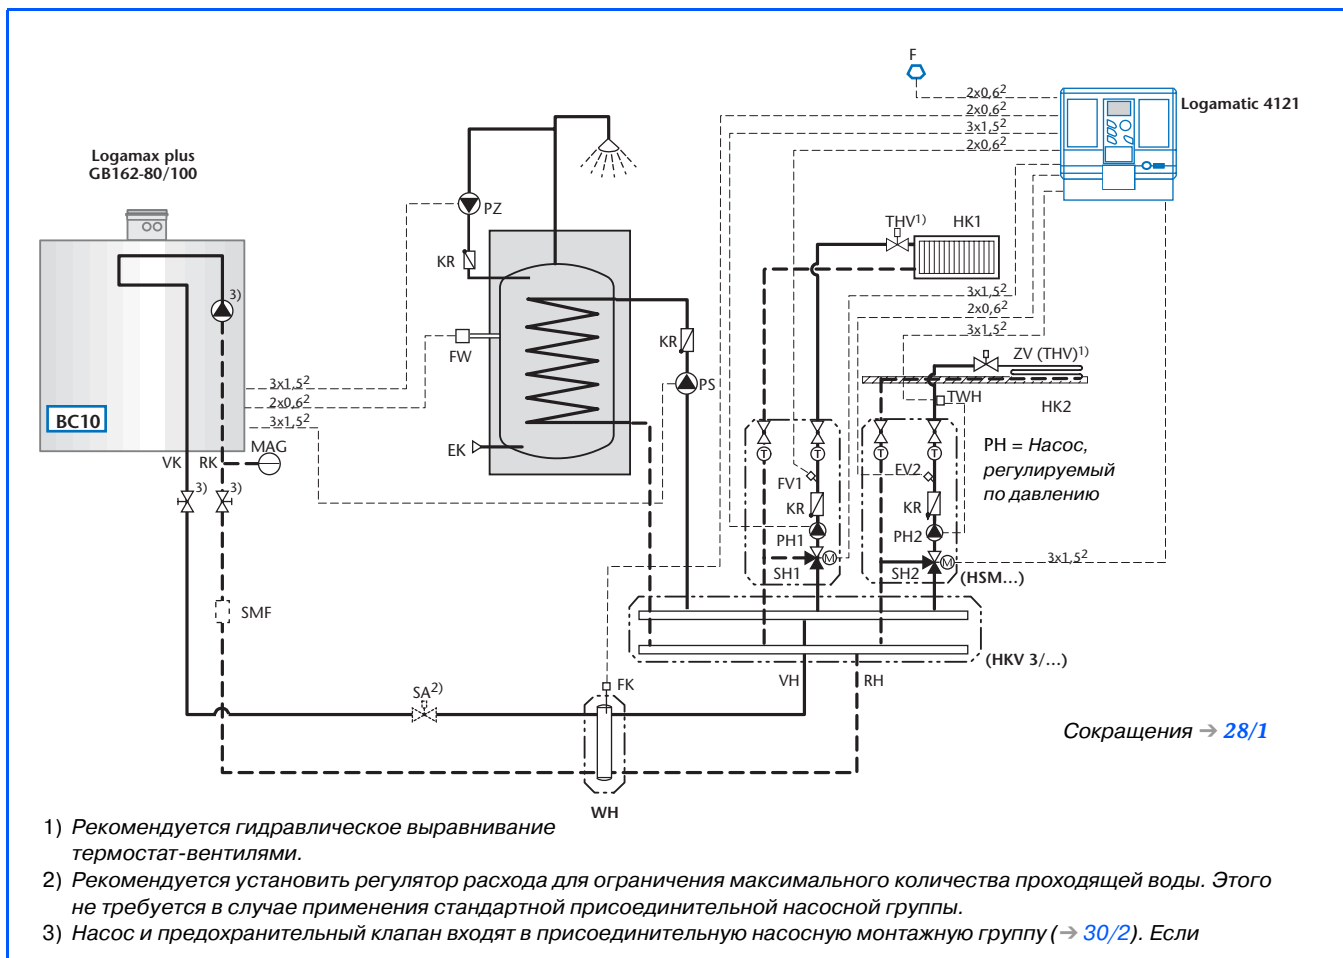 F
2x0,6²
2x0,6²
3x1,5²
2x0,6²
Logamatic 4121
Logamax plus
GB162-80/100
PZ
KR
THV¹⁾
HK1
3)
3x1,5²
2x0,6²
3x1,5²
FW
KR
ZV (THV)¹⁾
3x1,5²
2x0,6²
3x1,5²
PS
TWH
HK2
BC10
MAG
EK
VK
RK
T
T
T
T
PH = Насос,
регулируемый
по давлению
3)
3)
FV1
FV2
KR
KR
PH1
PH2
M
M
3x1,5²
SH1
SH2
(HSM...)
SMF
(HKV 3/...)
VH
RH
FK
SA²⁾
Сокращения → 28/1
WH
1) Рекомендуется гидравлическое выравнивание
термостат-вентилями.
2) Рекомендуется установить регулятор расхода для ограничения максимального количества проходящей воды. Этого
не требуется в случае применения стандартной присоединительной насосной группы.
3) Насос и предохранительный клапан входят в присоединительную насосную монтажную группу (→ 30/2). Если